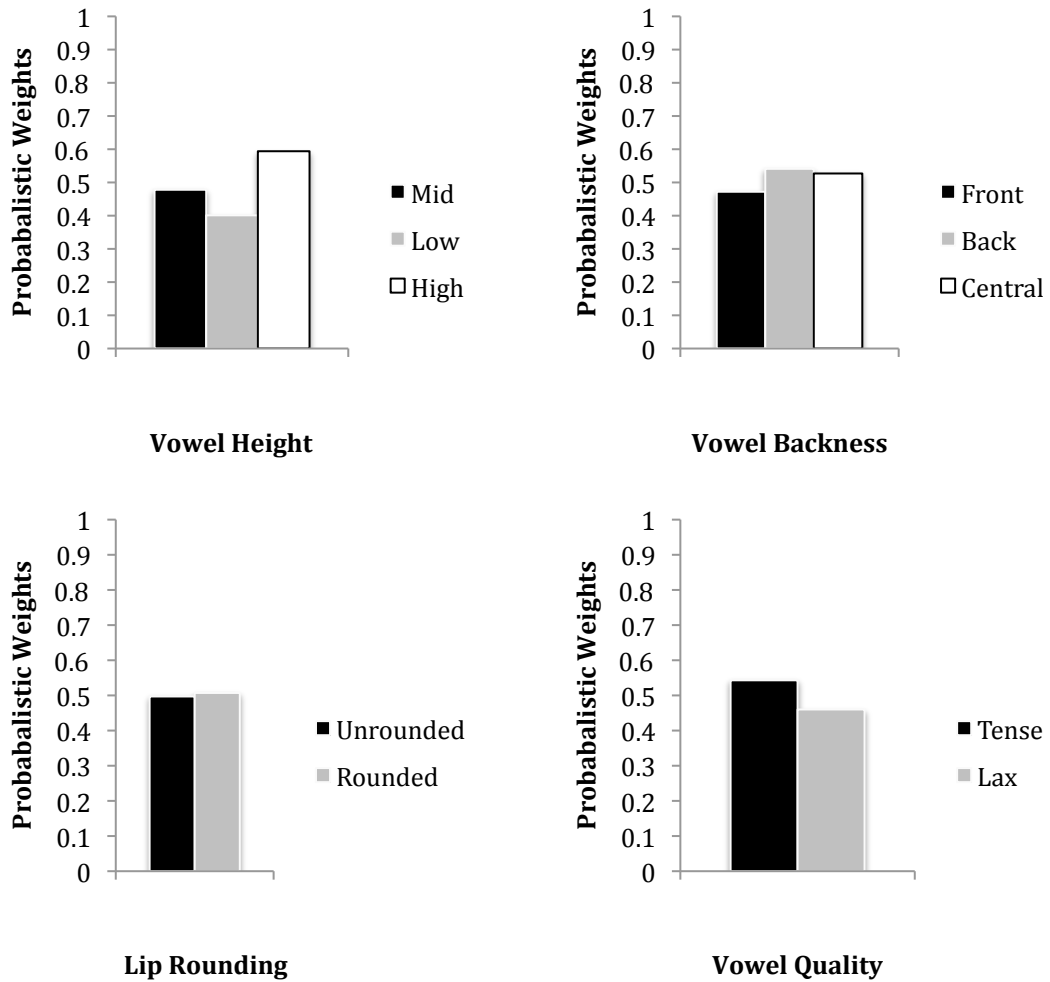 Probabalistic Weights
1
0.9
0.8
0.7
0.6
0.5
0.4
0.3
0.2
0.1
0
Mid
Low
High
Vowel Height
Probabalistic Weights
1
0.9
0.8
0.7
0.6
0.5
0.4
0.3
0.2
0.1
0
Front
Back
Central
Vowel Backness
Probabalistic Weights
1
0.9
0.8
0.7
0.6
0.5
0.4
0.3
0.2
0.1
0
Unrounded
Rounded
Lip Rounding
Probabalistic Weights
1
0.9
0.8
0.7
0.6
0.5
0.4
0.3
0.2
0.1
0
Tense
Lax
Vowel Quality